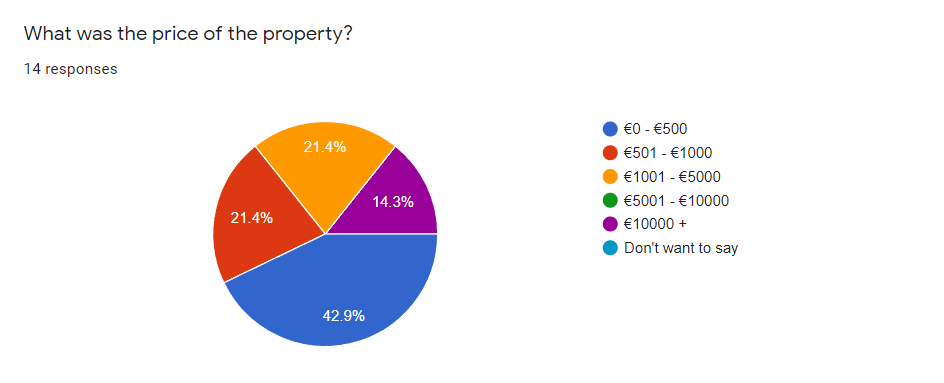 What was the price of the property?
14 responses
21.4%
14.3%
21.4%
42.9%
€0 - €500
€501 - €1000
€1001 - €5000
€5001 - €10000
€10000 +
Don't want to say